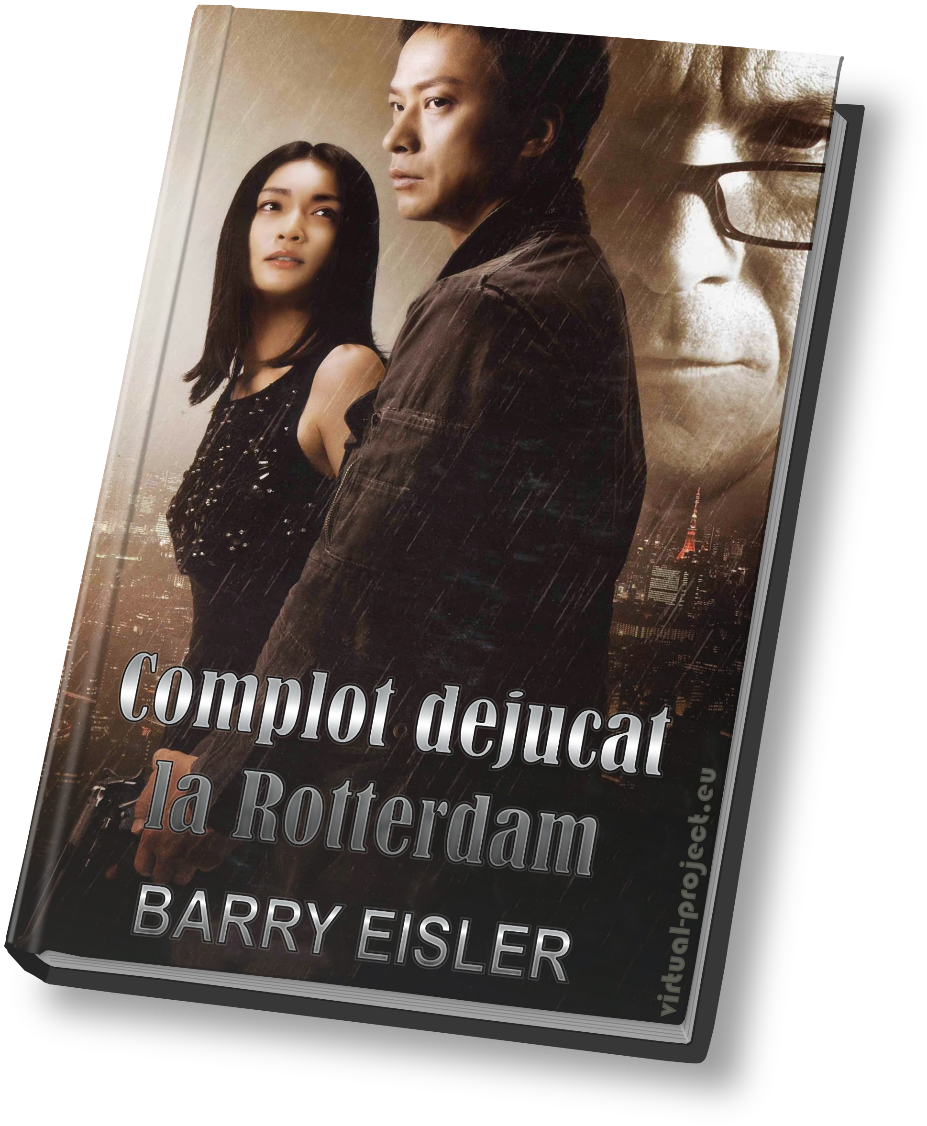 Complot dejucat
la Rotterdam
BARRY EISLER
virtual-project.eu